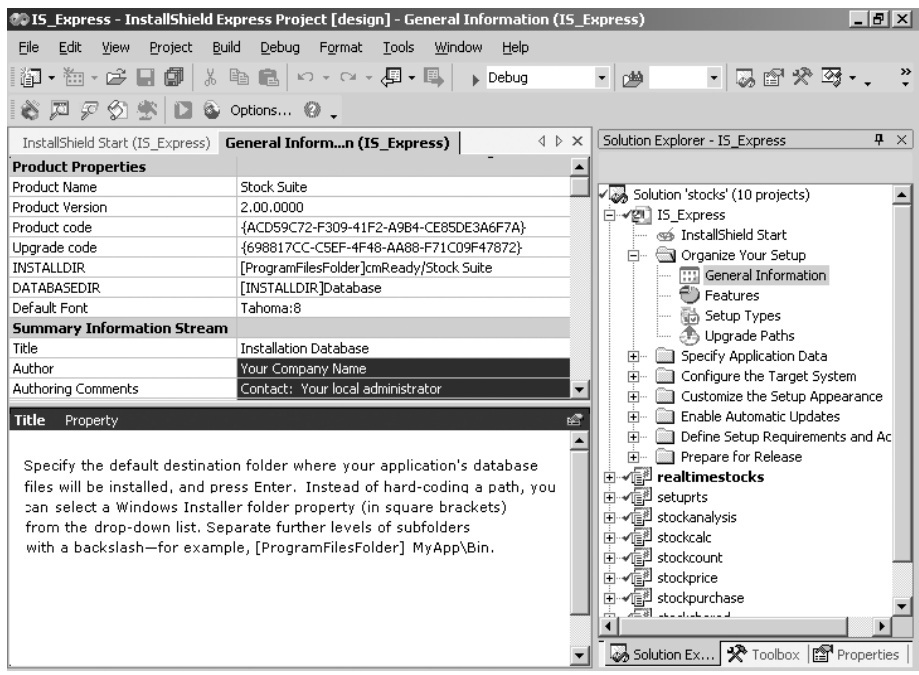 IS_Express - InstallShield Express Project [design] - General Information (IS_Express)
File Edit View Project Build Debug Format Tools Window Help
Debug
Options...
InstallShield Start (IS_Express) General Inform...n (IS_Express)
Product Properties
Product Name Stock Suite
Product Version 2.00.0000
Product code {ACD59C72-F309-41F2-A9B4-CE85DE3A6F7A}
Upgrade code {698817CC-C5EF-4F48-AA88-F71C09F47872}
INSTALLDIR [ProgramFilesFolder]cmReady/Stock Suite
DATABASEDIR [INSTALLDIR]Database
Default Font Tahoma:8
Summary Information Stream
Title Installation Database
Author Your Company Name
Authoring Comments Contact: Your local administrator
Title Property
Specify the default destination folder where your application's database
files will be installed, and press Enter. Instead of hard-coding a path, you
can select a Windows Installer folder property (in square brackets)
from the drop-down list. Separate further levels of subfolders
with a backslash—for example, [ProgramFilesFolder] MyApp\Bin.
Solution Explorer - IS_Express
Solution 'stocks' (10 projects)
IS_Express
InstallShield Start
Organize Your Setup
General Information
Features
Setup Types
Upgrade Paths
Specify Application Data
Configure the Target System
Customize the Setup Appearance
Enable Automatic Updates
Define Setup Requirements and Ac
Prepare for Release
realtimestocks
setuprts
stockanalysis
stockcalc
stockcount
stockprice
stockpurchase
Solution Ex... Toolbox Properties